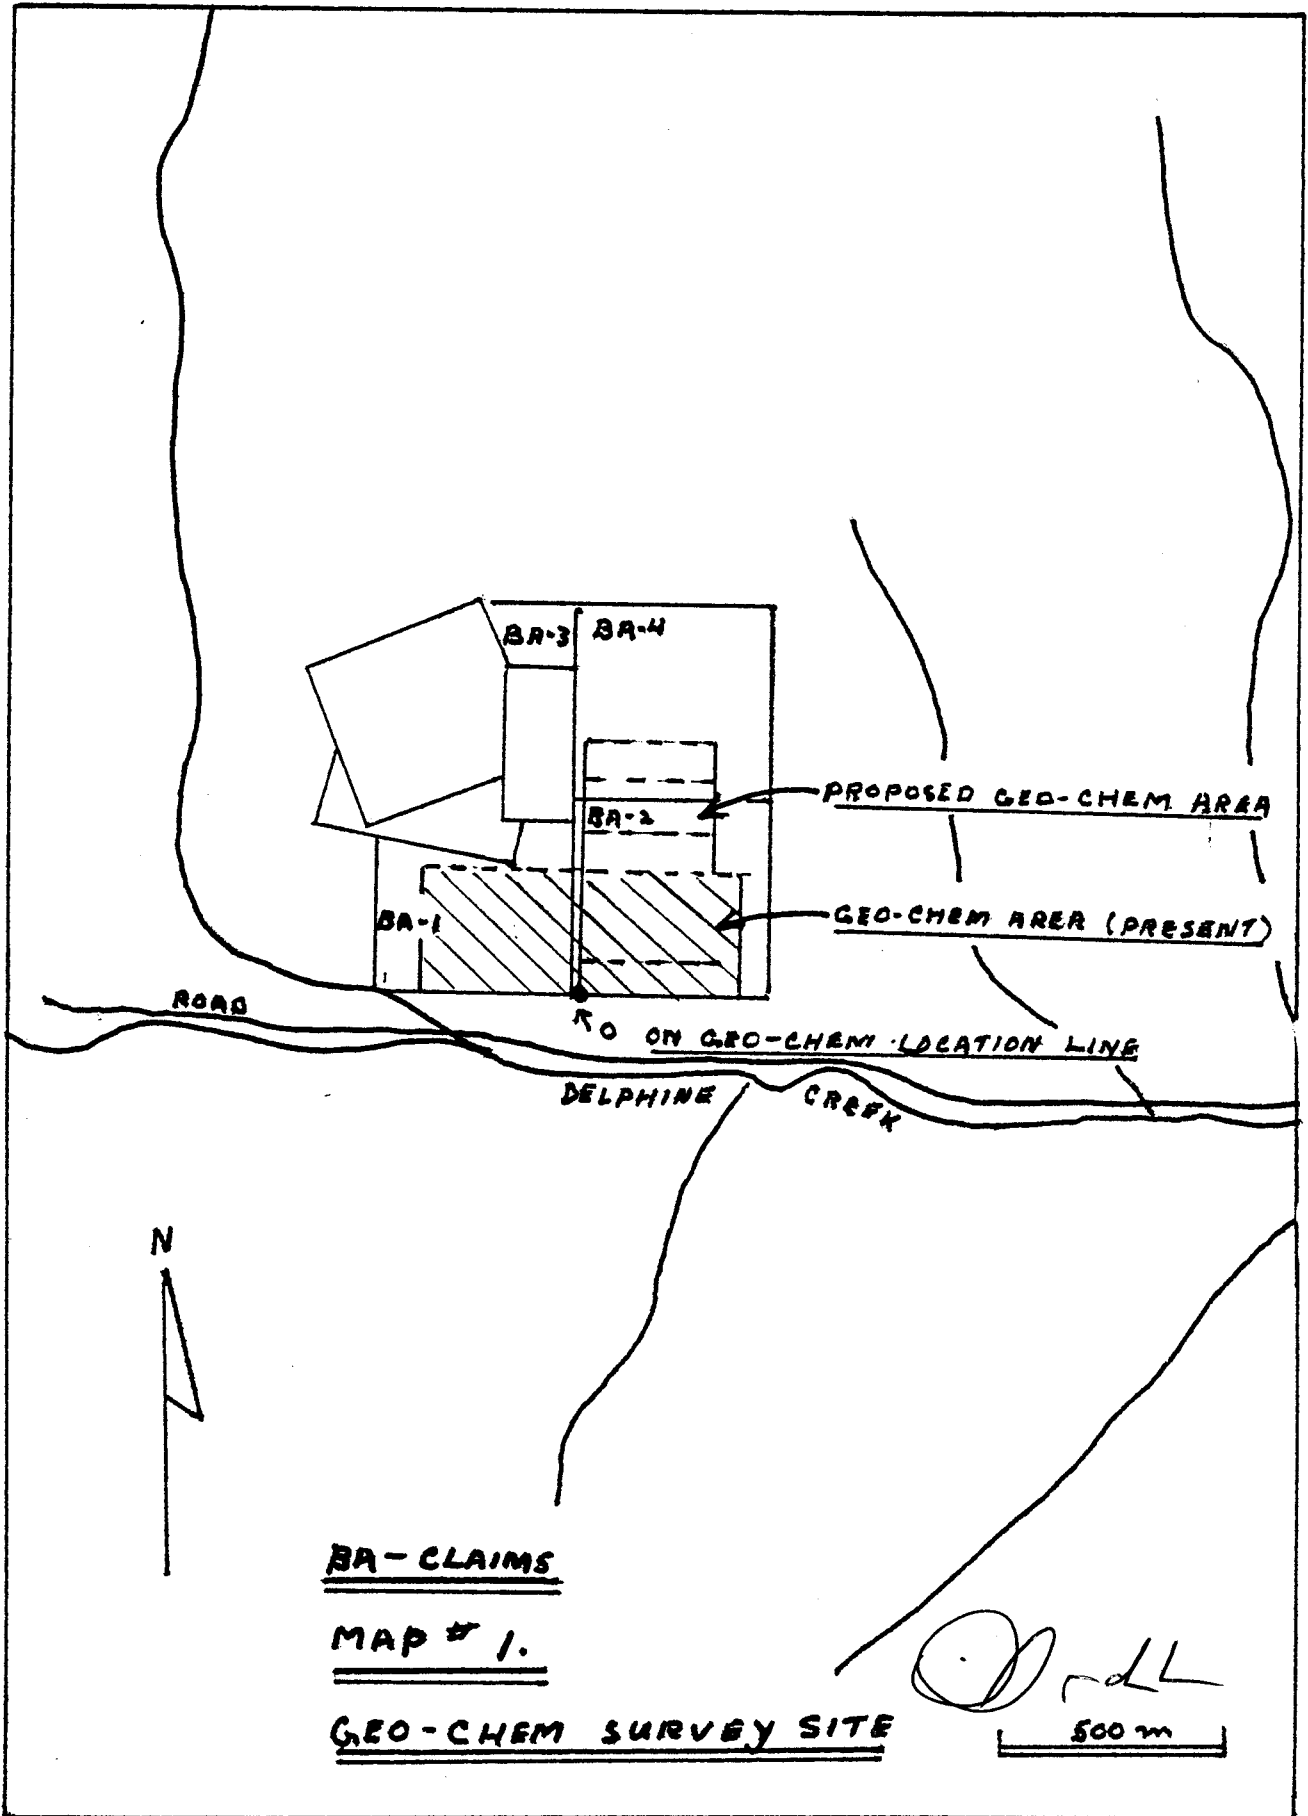 BA-3
BA-4
PROPOSED GEO-CHEM AREA
BA-2
GEO-CHEM AREA (PRESENT)
BA-1
ROAD
O ON GEO-CHEM LOCATION LINE
DELPHINE CREEK
N
BA-CLAIMS
MAP # 1.
GEO-CHEM SURVEY SITE
500 m